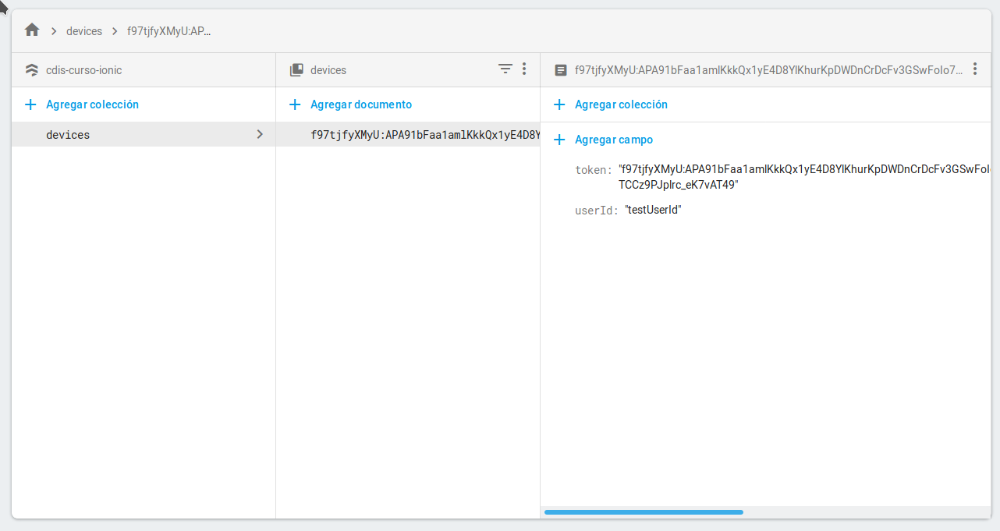 devices
f97tjfyXMyU:AP...
cdis-curso-ionic
devices
f97tjfyXMyU:APA91bFaa1amlKkkQx1yE4D8YlKhurKpDWDnCrDcFv3GSwFoIo7...
Agregar colección
Agregar documento
Agregar colección
devices
f97tjfyXMyU:APA91bFaa1amlKkkQx1yE4D8Y
Agregar campo
token: "f97tjfyXMyU:APA91bFaa1amlKkkQx1yE4D8YlKhurKpDWDnCrDcFv3GSwFoI
TCCz9PJplrc_eK7vAT49"
userId: "testUserId"